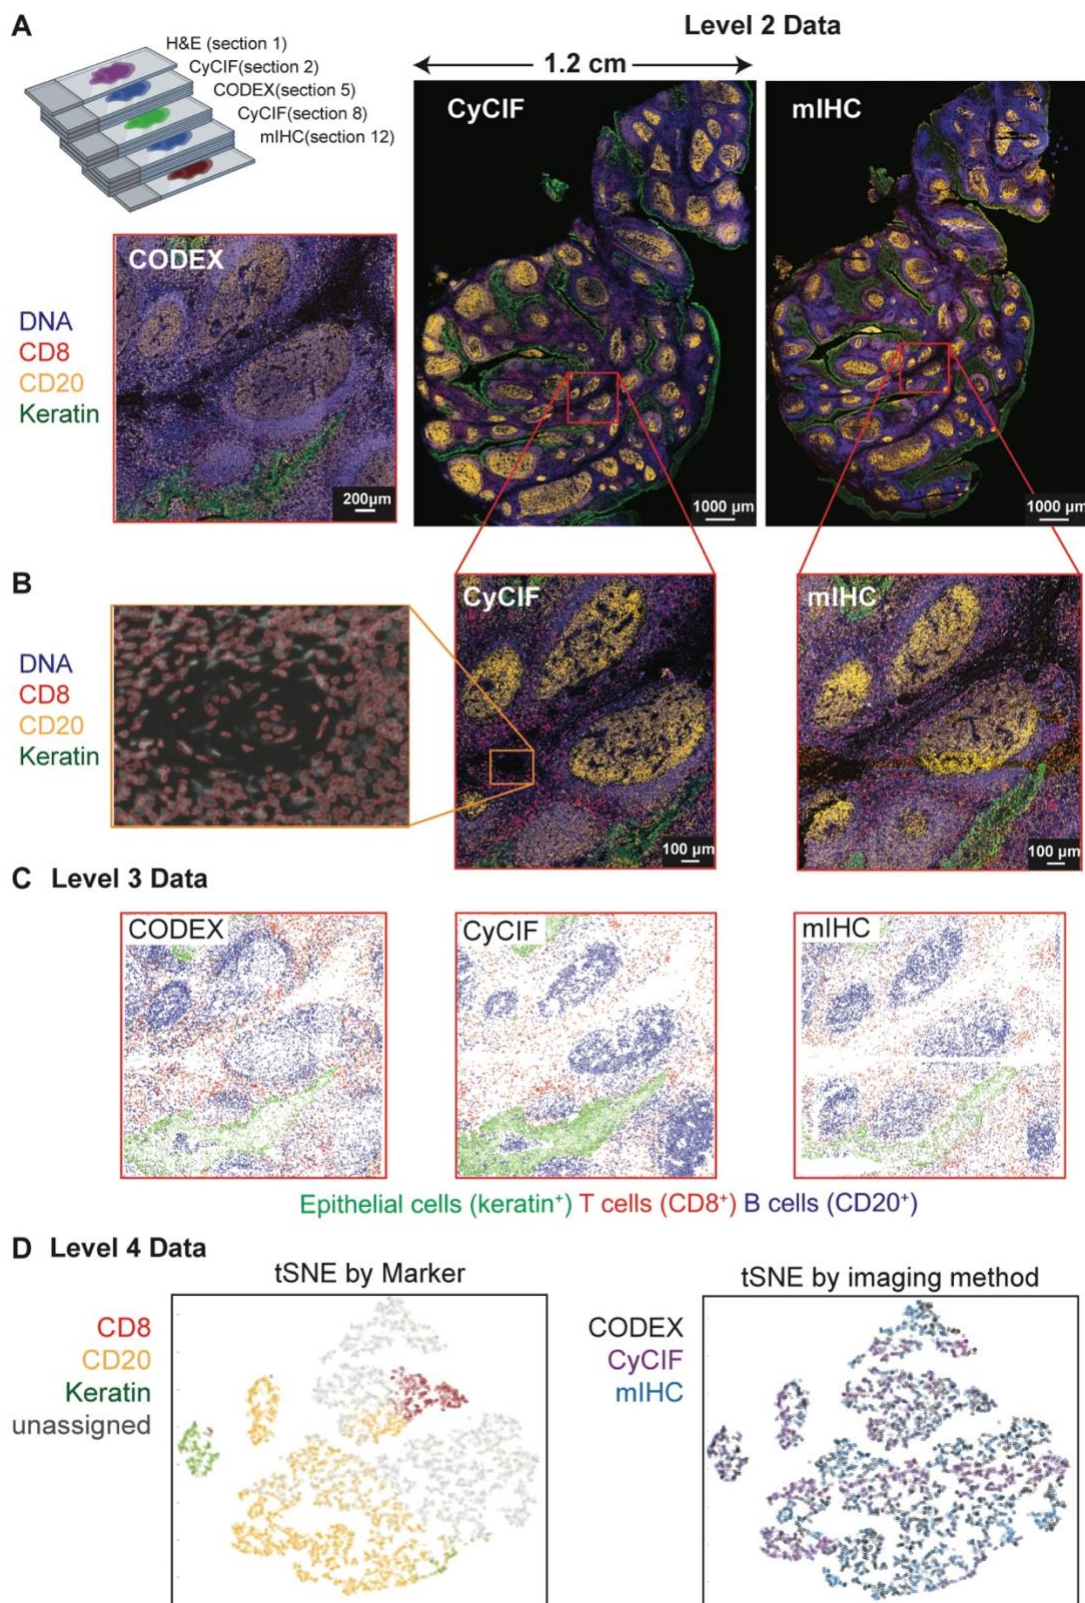 A
Level 2 Data
H&E (section 1)
CyCIF(section 2)
CODEX(section 5)
CyCIF(section 8)
mIHC(section 12)
1.2 cm
CyCIF
mIHC
CODEX
DNA
CD8
CD20
Keratin
200µm
1000 µm
1000 µm
B
DNA
CD8
CD20
Keratin
CyCIF
mIHC
100 µm
100 µm
C Level 3 Data
CODEX
CyCIF
mIHC
Epithelial cells (keratin⁺) T cells (CD8⁺) B cells (CD20⁺)
D Level 4 Data
tSNE by Marker
CD8
CD20
Keratin
unassigned
tSNE by imaging method
CODEX
CyCIF
mIHC